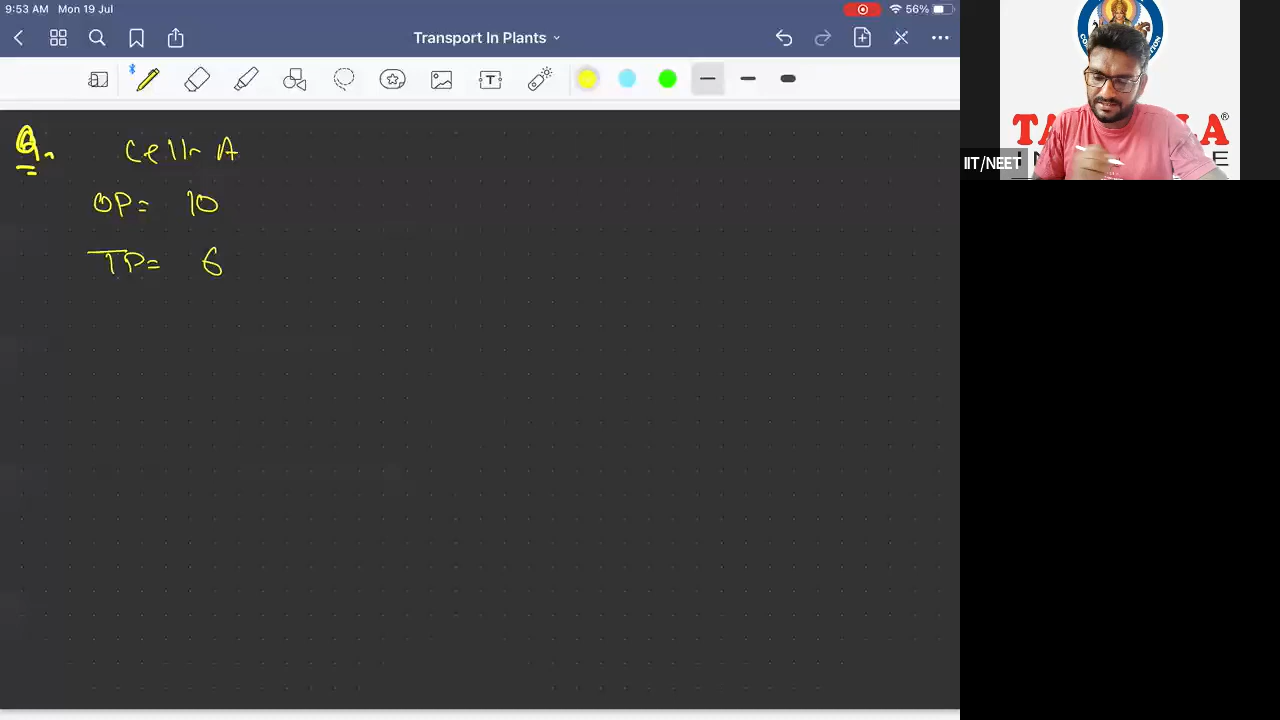 9:53 AM Mon 19 Jul
56%
Transport In Plants
T
Q. Cell A
OP = 10
TP = 6
IIT/NEET